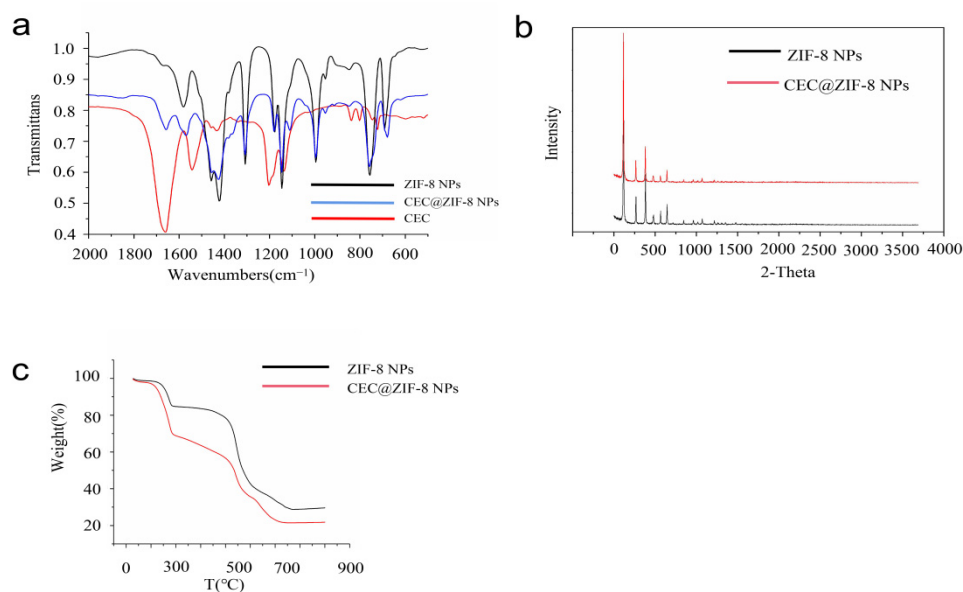 a
Transmittans
1.0
0.9
0.8
0.7
0.6
0.5
0.4
ZIF-8 NPs
CEC@ZIF-8 NPs
CEC
2000 1800 1600 1400 1200 1000 800 600
Wavenumbers(cm⁻¹)
b
Intensity
ZIF-8 NPs
CEC@ZIF-8 NPs
0 500 1000 1500 2000 2500 3000 3500 4000
2-Theta
c
Weight(%)
100
80
60
40
20
ZIF-8 NPs
CEC@ZIF-8 NPs
0 300 500 700 900
T(°C)